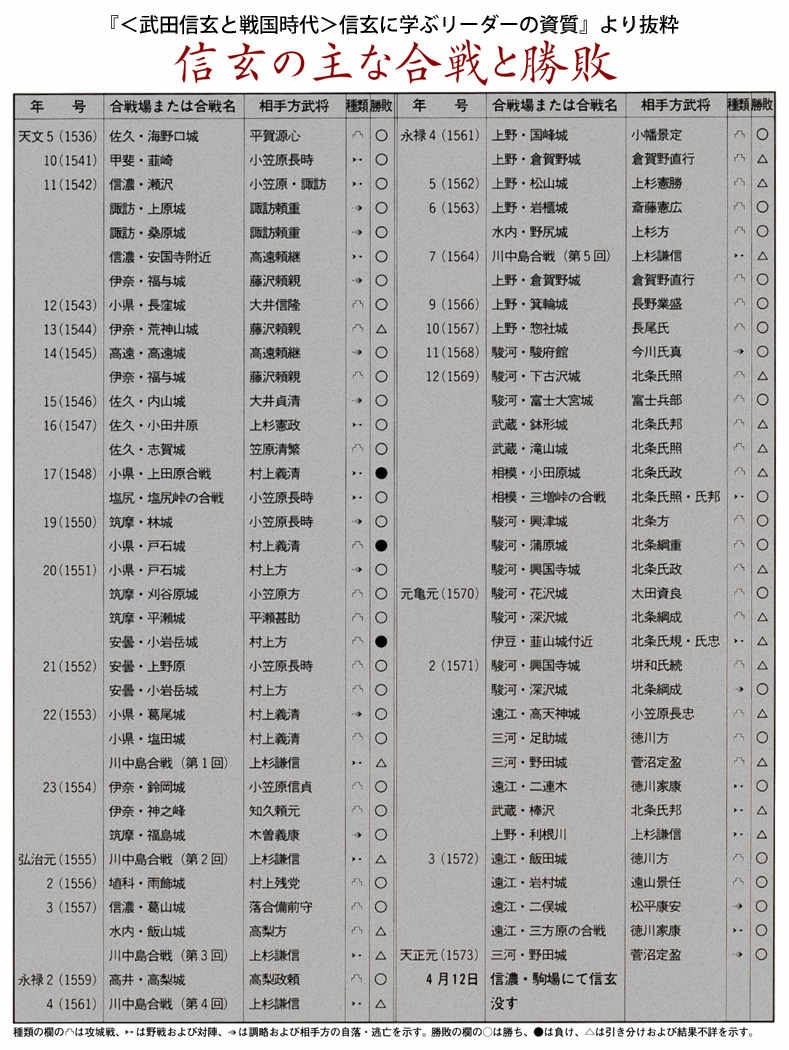 『＜武田信玄と戦国時代＞信玄に学ぶリーダーの資質』より抜粋
信玄の主な合戦と勝敗
年 号 合戦場または合戦名 相手方武将 種類 勝敗
天文5(1536) 佐久・海野口城 平賀源心 ○
10(1541) 甲斐・韮崎 小笠原長時 ○
11(1542) 信濃・瀬沢 小笠原・諏訪 ○
諏訪・上原城 諏訪頼重 ○
諏訪・桑原城 諏訪頼重 ○
信濃・安国寺附近 高遠頼継 ○
伊奈・福与城 藤沢頼親 ○
12(1543) 小県・長窪城 大井信隆 ○
13(1544) 伊奈・荒神山城 藤沢頼親 △
14(1545) 高遠・高遠城 高遠頼継 ○
伊奈・福与城 藤沢頼親 ○
15(1546) 佐久・内山城 大井貞清 ○
16(1547) 佐久・小田井原 上杉憲政 ○
佐久・志賀城 笠原清繁 ○
17(1548) 小県・上田原合戦 村上義清 ●
塩尻・塩尻峠の合戦 小笠原長時 ○
19(1550) 筑摩・林城 小笠原長時 ○
小県・戸石城 村上義清 ●
20(1551) 小県・戸石城 村上方 ○
筑摩・刈谷原城 小笠原方 ○
筑摩・平瀬城 平瀬甚助 ○
安曇・小岩岳城 村上方 ●
21(1552) 安曇・上野原 小笠原長時 ○
安曇・小岩岳城 村上方 ○
22(1553) 小県・葛尾城 村上義清 ○
小県・塩田城 村上義清 ○
川中島合戦（第1回） 上杉謙信 △
23(1554) 伊奈・鈴岡城 小笠原信貞 ○
伊奈・神之峰 知久頼元 ○
筑摩・福島城 木曽義康 ○
弘治元(1555) 川中島合戦（第2回） 上杉謙信 △
2(1556) 埴科・雨飾城 村上残党 ○
3(1557) 信濃・葛山城 落合備前守 ○
水内・飯山城 高梨方 △
川中島合戦（第3回） 上杉謙信 △
永禄2(1559) 高井・高梨城 高梨政頼 ○
4(1561) 川中島合戦（第4回） 上杉謙信 △
年 号 合戦場または合戦名 相手方武将 種類 勝敗
永禄4(1561) 上野・国峰城 小幡景定 ○
上野・倉賀野城 倉賀野直行 △
5(1562) 上野・松山城 上杉憲勝 △
6(1563) 上野・岩櫃城 斎藤憲広 ○
水内・野尻城 上杉方 ○
7(1564) 川中島合戦（第5回） 上杉謙信 △
上野・倉賀野城 倉賀野直行 ○
9(1566) 上野・箕輪城 長野業盛 ○
10(1567) 上野・惣社城 長尾氏 ○
11(1568) 駿河・駿府館 今川氏真 ○
12(1569) 駿河・下古沢城 北条氏照 △
駿河・富士大宮城 富士兵部 ○
武蔵・鉢形城 北条氏邦 △
武蔵・滝山城 北条氏照 △
相模・小田原城 北条氏政 △
相模・三増峠の合戦 北条氏照・氏邦 ○
駿河・興津城 北条方 ○
駿河・蒲原城 北条綱重 ○
駿河・興国寺城 北条氏政 △
元亀元(1570) 駿河・花沢城 太田資良 ○
駿河・深沢城 北条綱成 △
伊豆・韮山城付近 北条氏規・氏忠 △
2(1571) 駿河・興国寺城 垪和氏続 △
駿河・深沢城 北条綱成 ○
遠江・高天神城 小笠原長忠 △
三河・足助城 徳川方 ○
三河・野田城 菅沼定盈 △
遠江・二連木 徳川家康 ○
武蔵・榛沢 北条氏邦 △
上野・利根川 上杉謙信 △
3(1572) 遠江・飯田城 徳川方 ○
遠江・岩村城 遠山景任 ○
遠江・二俣城 松平康安 ○
遠江・三方原の合戦 徳川家康 ○
天正元(1573) 三河・野田城 菅沼定盈 ○
4月12日 信濃・駒場にて信玄
没す
種類の欄のは攻城戦、は野戦および対陣、は調略および相手方の自落・逃亡を示す。勝敗の欄の○は勝ち、●は負け、△は引き分けおよび結果不詳を示す。